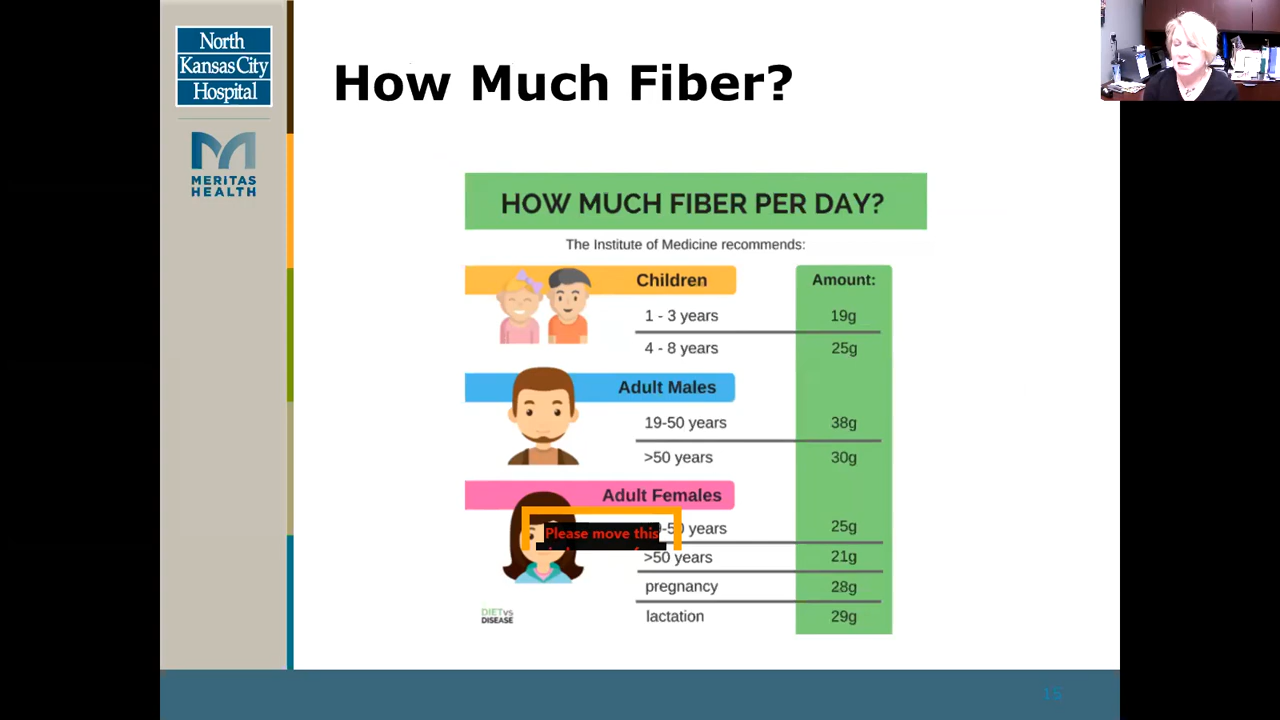 North
Kansas City
Hospital
MERITAS
HEALTH
How Much Fiber?
HOW MUCH FIBER PER DAY?
The Institute of Medicine recommends:
Children
Amount:
1 - 3 years 19g
4 - 8 years 25g
Adult Males
19-50 years 38g
>50 years 30g
Adult Females
Please move this
years 25g
>50 years 21g
pregnancy 28g
lactation 29g
DIETvs
DISEASE
15